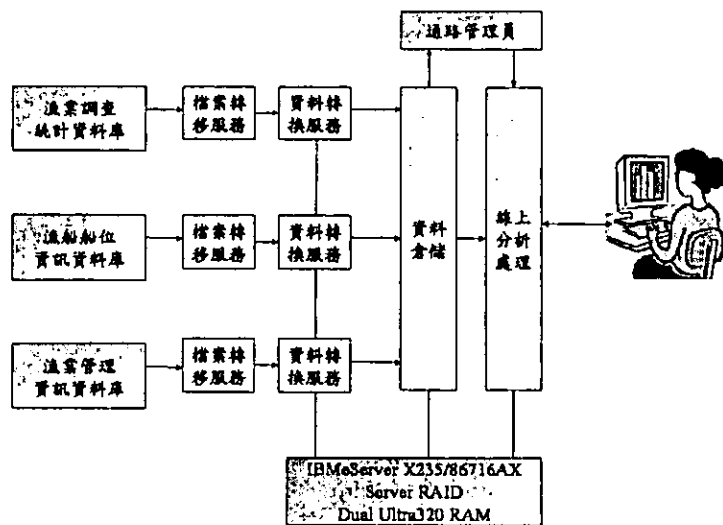 通路管理員
漁業調查
統計資料庫
檔案轉
移服務
資料轉
換服務
漁船船位
資訊資料庫
檔案轉
移服務
資料轉
換服務
資料
倉儲
線上
分析
處理
漁業管理
資訊資料庫
檔案轉
移服務
資料轉
換服務
IBMeServer X235/86716AX
Server RAID
Dual Ultra320 RAM